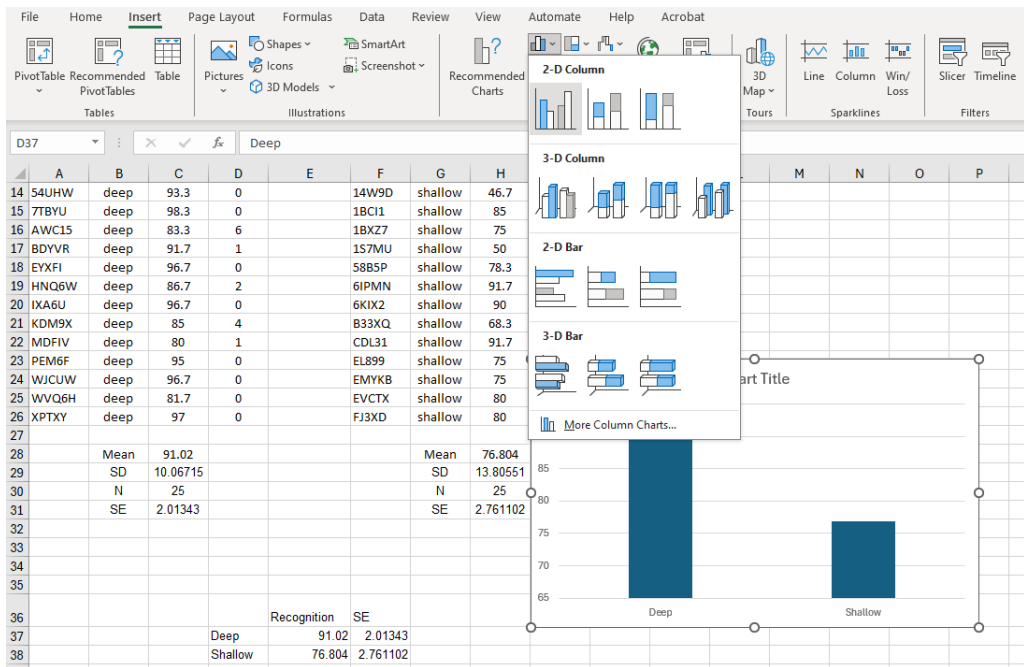 File Home Insert Page Layout Formulas Data Review View Automate Help Acrobat
PivotTable Recommended PivotTables Table
Tables
Pictures Shapes Icons 3D Models SmartArt Screenshot
Illustrations
Recommended Charts
3D Map
Tours
Line Column Win/Loss
Sparklines
Slicer Timeline
Filters
D37 fx Deep
2-D Column
3-D Column
2-D Bar
3-D Bar
More Column Charts...
A B C D E F G H M N O P
14 54UHW deep 93.3 0 14W9D shallow 46.7
15 7TBYU deep 98.3 0 1BCI1 shallow 85
16 AWC15 deep 83.3 6 1BXZ7 shallow 75
17 BDYVR deep 91.7 1 1S7MU shallow 50
18 EYXFI deep 96.7 0 58B5P shallow 78.3
19 HNQ6W deep 86.7 2 6IPMN shallow 91.7
20 IXA6U deep 96.7 0 6KIX2 shallow 90
21 KDM9X deep 85 4 B33XQ shallow 68.3
22 MDFIV deep 80 1 CDL31 shallow 91.7
23 PEM6F deep 95 0 EL899 shallow 75
24 WJCUW deep 96.7 0 EMYKB shallow 75
25 WVQ6H deep 81.7 0 EVCTX shallow 80
26 XPTXY deep 97 0 FJ3XD shallow 80
27
28 Mean 91.02 Mean 76.804
29 SD 10.06715 SD 13.80551
30 N 25 N 25
31 SE 2.01343 SE 2.761102
32
33
34
35
36 Recognition SE
37 Deep 91.02 2.01343
38 Shallow 76.804 2.761102
art Title
85
80
75
70
65
Deep Shallow